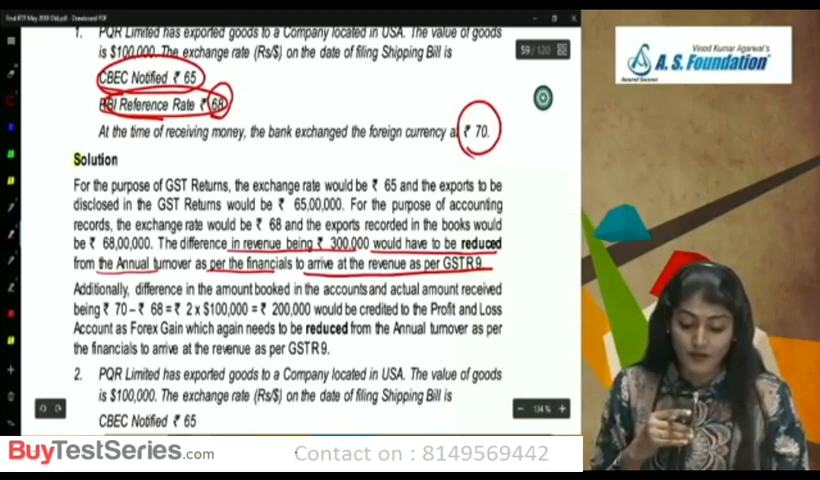 Final RTP May 2019 Old.pdf - Drawboard PDF
1. PQR Limited has exported goods to a Company located in USA. The value of goods
is $100,000. The exchange rate (Rs/$) on the date of filing Shipping Bill is
CBEC Notified ₹ 65
RBI Reference Rate ₹ 68
At the time of receiving money, the bank exchanged the foreign currency at ₹ 70.
Solution
For the purpose of GST Returns, the exchange rate would be ₹ 65 and the exports to be
disclosed in the GST Returns would be ₹ 65,00,000. For the purpose of accounting
records, the exchange rate would be ₹ 68 and the exports recorded in the books would
be ₹ 68,00,000. The difference in revenue being ₹ 300,000 would have to be reduced
from the Annual turnover as per the financials to arrive at the revenue as per GSTR 9.
Additionally, difference in the amount booked in the accounts and actual amount received
being ₹ 70 – ₹ 68 = ₹ 2 x $100,000 = ₹ 200,000 would be credited to the Profit and Loss
Account as Forex Gain which again needs to be reduced from the Annual turnover as per
the financials to arrive at the revenue as per GSTR 9.
2. PQR Limited has exported goods to a Company located in USA. The value of goods
is $100,000. The exchange rate (Rs/$) on the date of filing Shipping Bill is
CBEC Notified ₹ 65
59 / 120
134 %
Vinod Kumar Agarwal's
A. S. Foundation
Assured Success
BuyTestSeries.com
Contact on : 8149569442